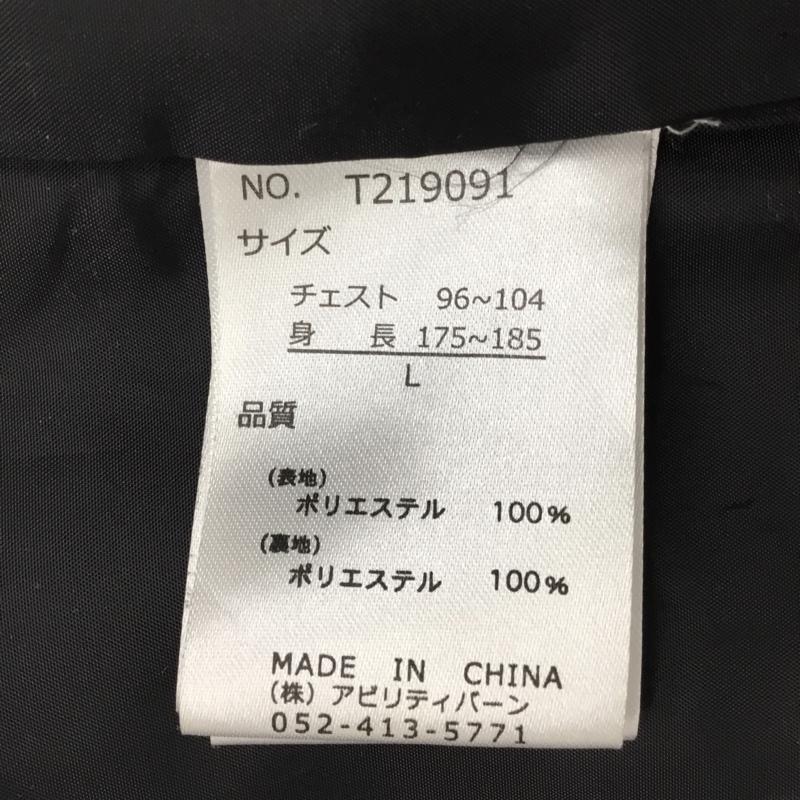 NO. T219091
サイズ
チェスト 96~104
身 長 175~185
L
品質
(表地)
ポリエステル 100%
(裏地)
ポリエステル 100%
MADE IN CHINA
(株)アビリティバーン
052-413-5771